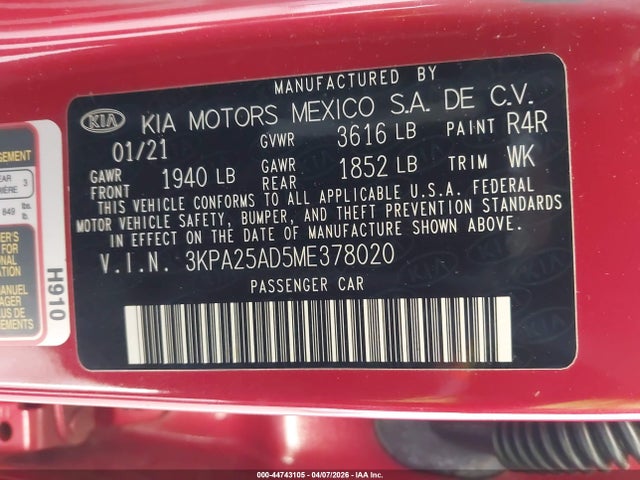 MANUFACTURED BY
KIA KIA MOTORS MEXICO S.A. DE C.V.
01/21 GVWR 3616 LB PAINT R4R
GAWR FRONT 1940 LB GAWR REAR 1852 LB TRIM WK
THIS VEHICLE CONFORMS TO ALL APPLICABLE U.S.A. FEDERAL
MOTOR VEHICLE SAFETY, BUMPER, AND THEFT PREVENTION STANDARDS
IN EFFECT ON THE DATE OF MANUFACTURE SHOWN ABOVE.
V.I.N. 3KPA25AD5ME378020
PASSENGER CAR
H910
000-44743105 - 04/07/2026 - IAA Inc.